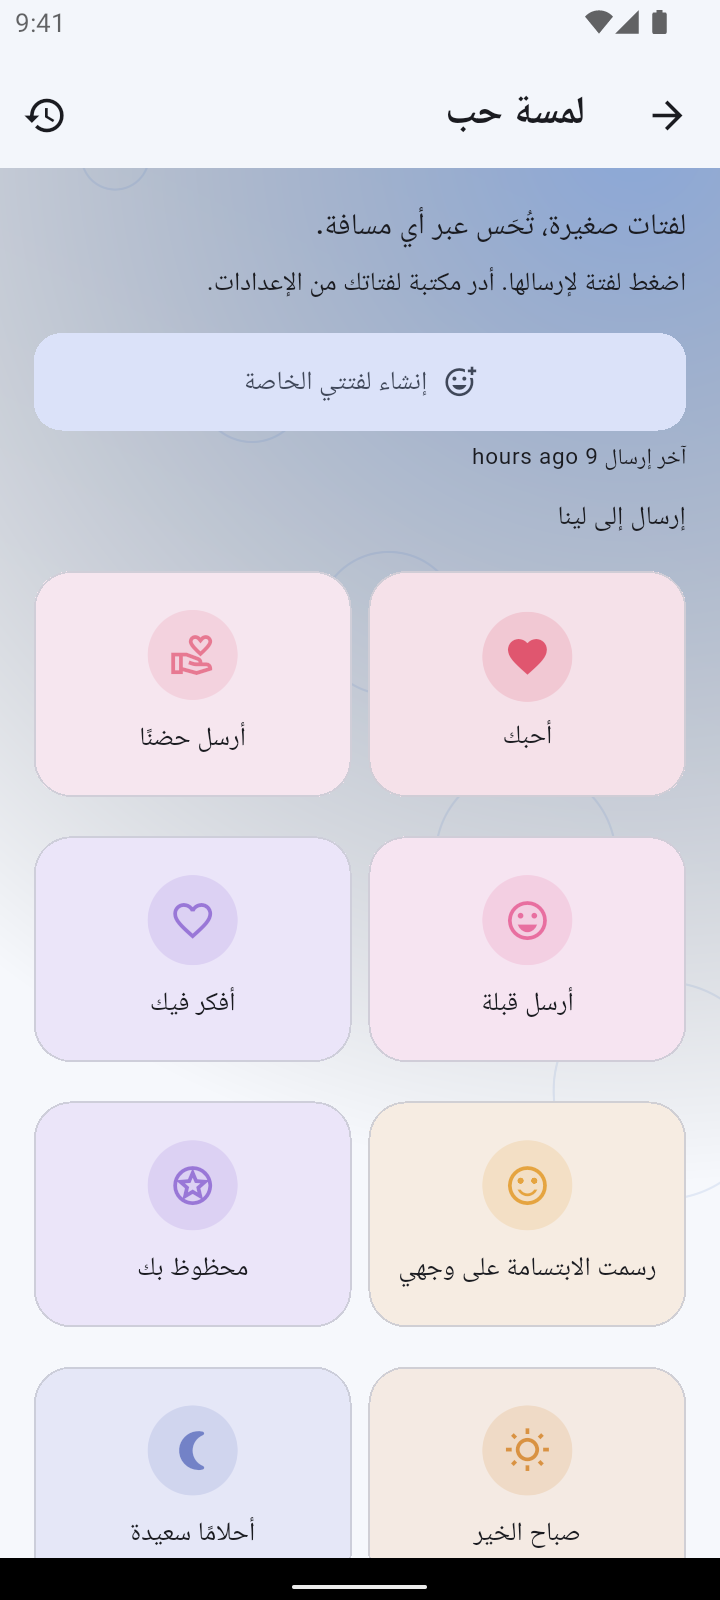 9:41
لمسة حب
لفتات صغيرة، تُحَس عبر أي مسافة.
اضغط لفتة لإرسالها. أدر مكتبة لفتاتك من الإعدادات.
إنشاء لفتتي الخاصة
آخر إرسال 9 hours ago
إرسال إلى لينا
أحبك
أرسل حضنًا
أرسل قبلة
أفكر فيك
رسمت الابتسامة على وجهي
محظوظ بك
صباح الخير
أحلامًا سعيدة